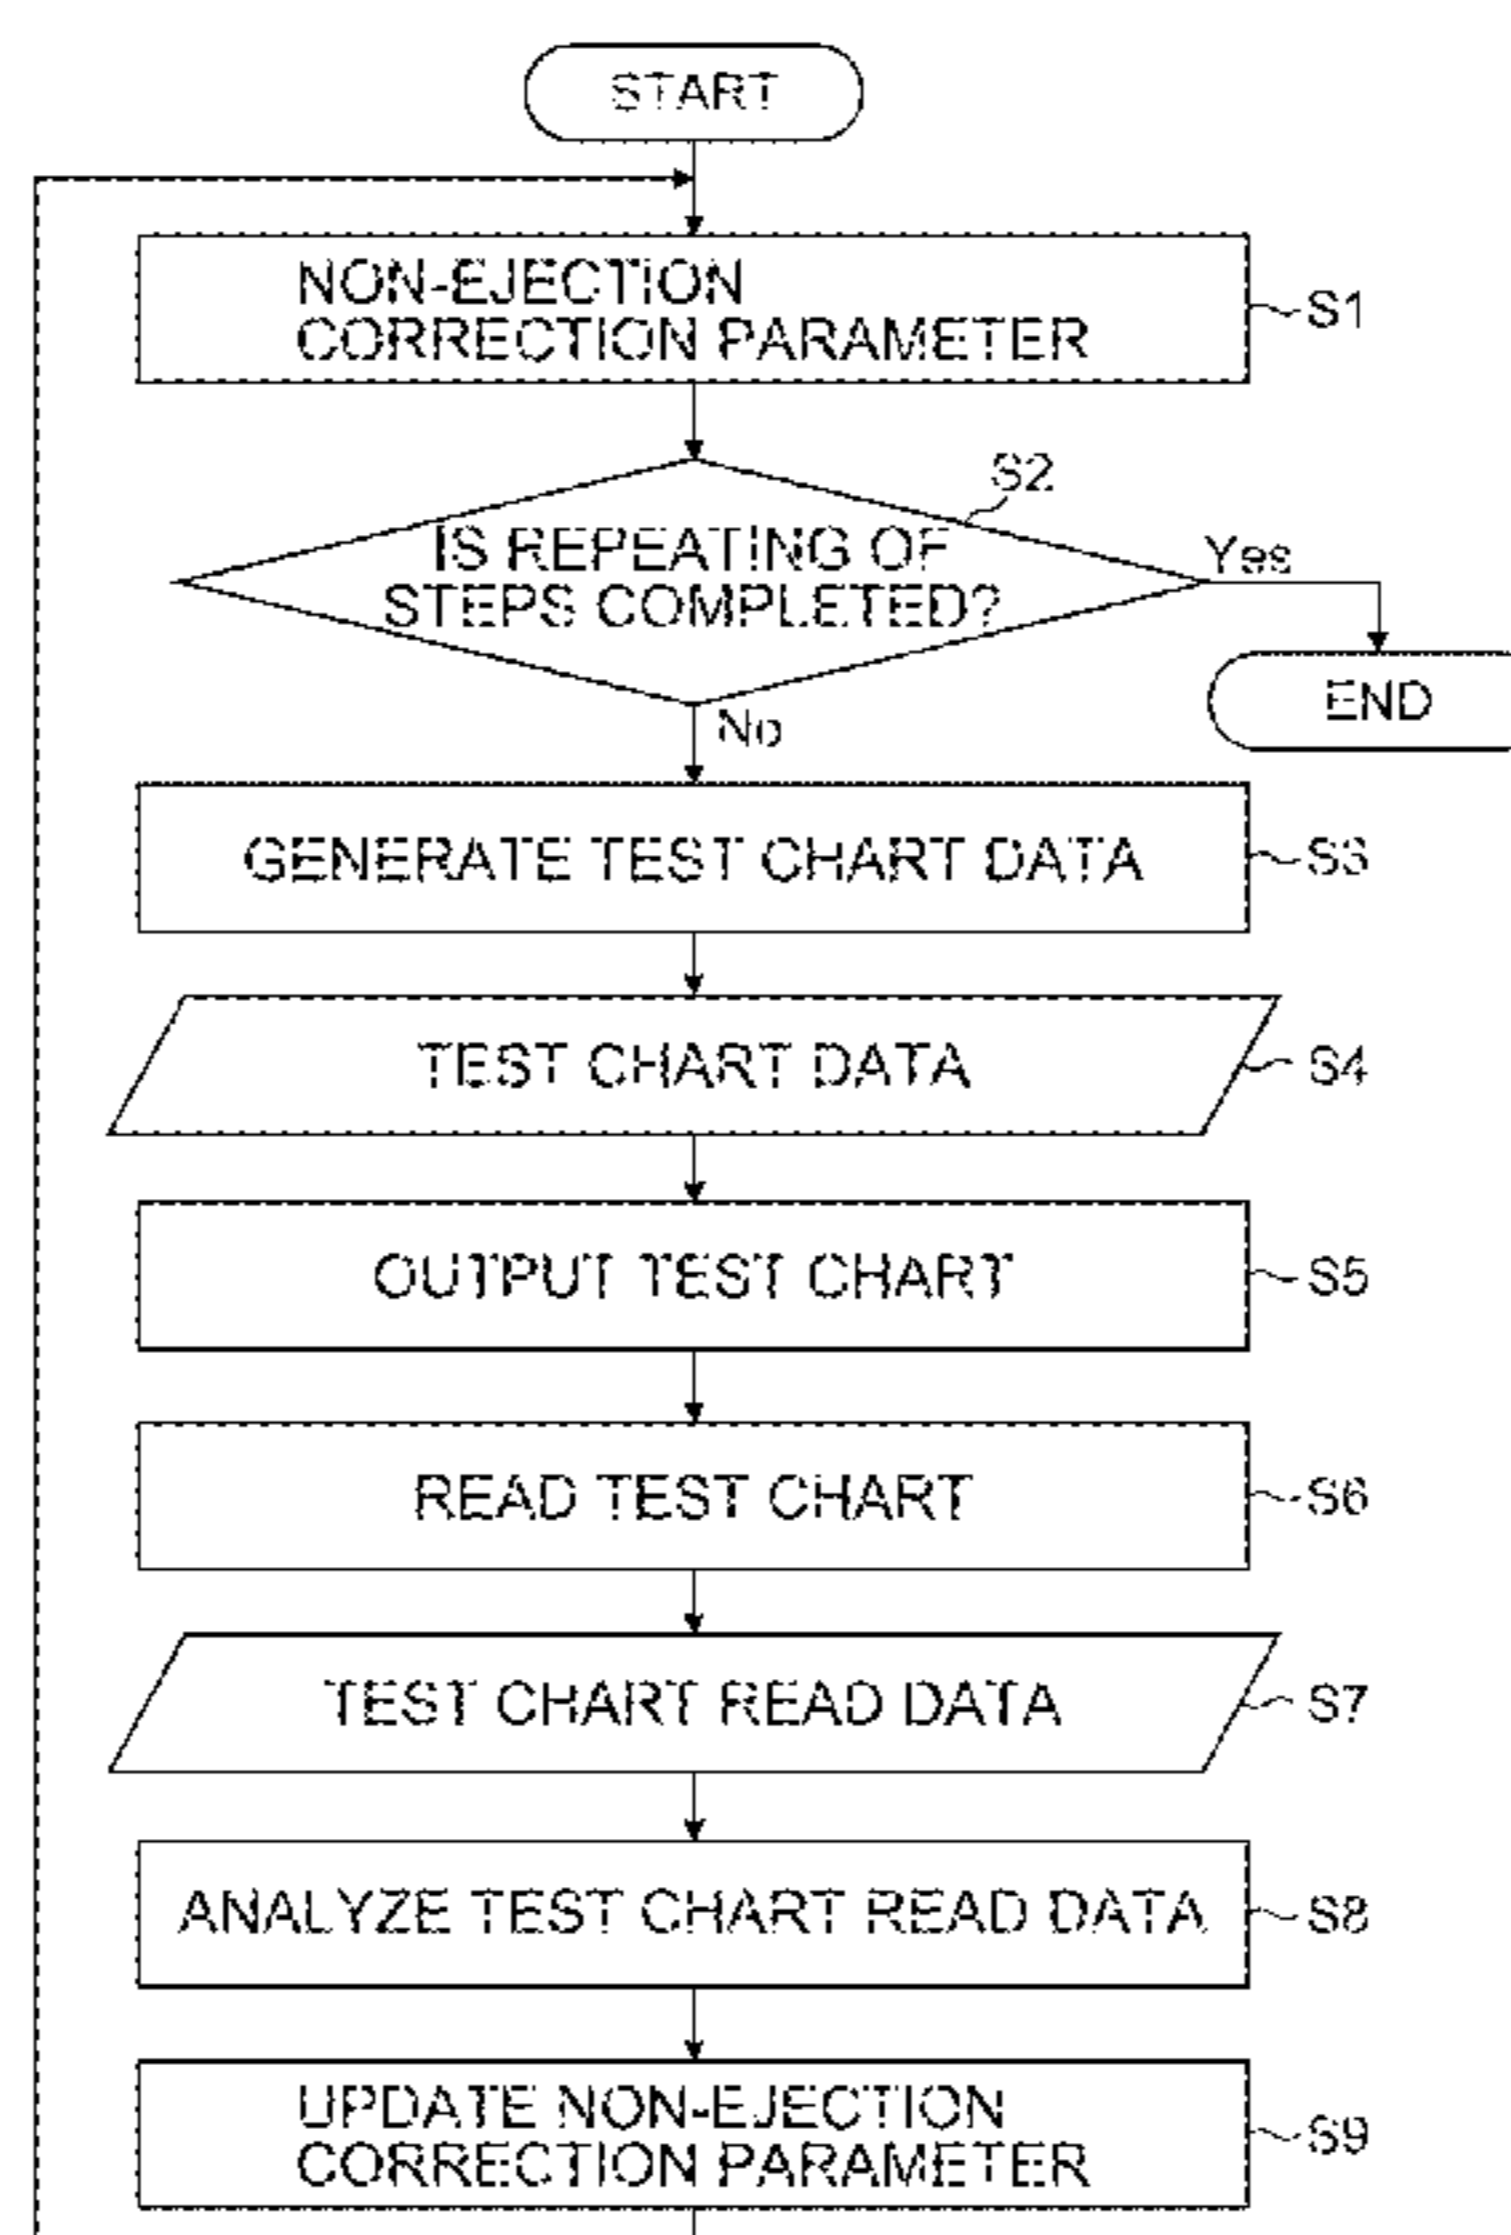 START
NON-EJECTION
CORRECTION PARAMETER
S1
S2
IS REPEATING OF
STEPS COMPLETED?
Yes
END
No
GENERATE TEST CHART DATA
S3
TEST CHART DATA
S4
OUTPUT TEST CHART
S5
READ TEST CHART
S6
TEST CHART READ DATA
S7
ANALYZE TEST CHART READ DATA
S8
UPDATE NON-EJECTION
CORRECTION PARAMETER
S9